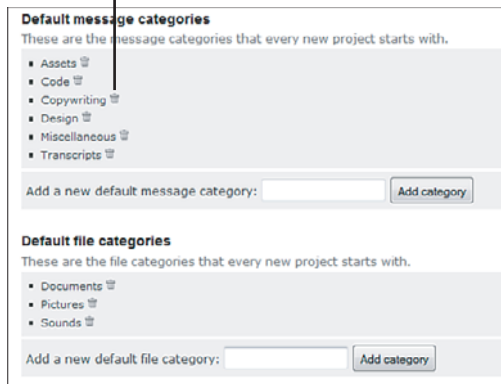 Default message categories
These are the message categories that every new project starts with.
Assets
Code
Copywriting
Design
Miscellaneous
Transcripts
Add a new default message category: Add category
Default file categories
These are the file categories that every new project starts with.
Documents
Pictures
Sounds
Add a new default file category: Add category